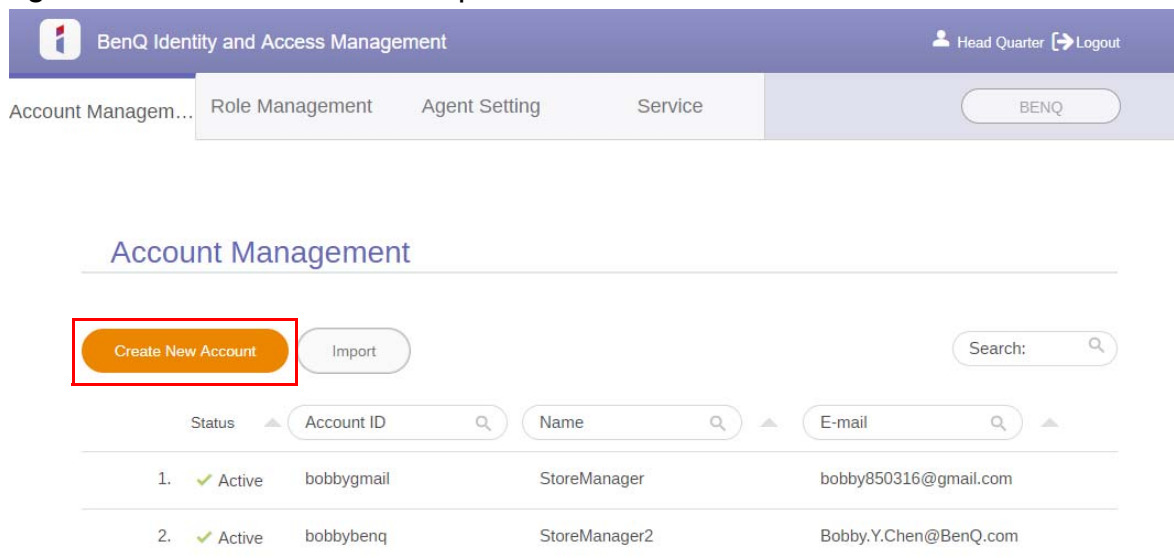 BenQ Identity and Access Management Head Quarter Logout
Account Managem... Role Management Agent Setting Service BENQ
Account Management
Create New Account Import Search:
Status Account ID Name E-mail
1. Active bobbygmail StoreManager bobby850316@gmail.com
2. Active bobbybenq StoreManager2 Bobby.Y.Chen@BenQ.com